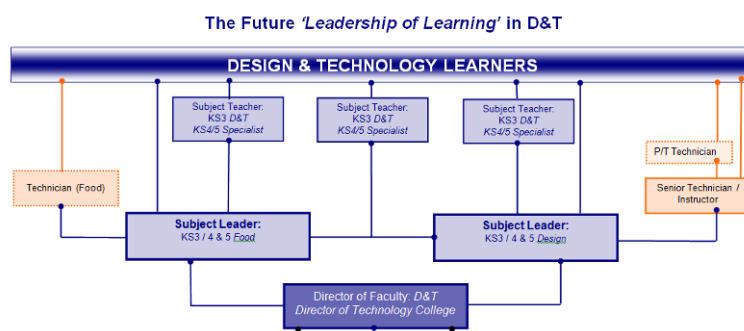 The Future ‘Leadership of Learning’ in D&T
DESIGN & TECHNOLOGY LEARNERS
Subject Teacher:
KS3 D&T
KS4/5 Specialist
Subject Teacher:
KS3 D&T
KS4/5 Specialist
Subject Teacher:
KS3 D&T
KS4/5 Specialist
P/T Technician
Technician (Food)
Senior Technician /
Instructor
Subject Leader:
KS3 / 4 & 5 Food
Subject Leader:
KS3 / 4 & 5 Design
Director of Faculty: D&T
Director of Technology College